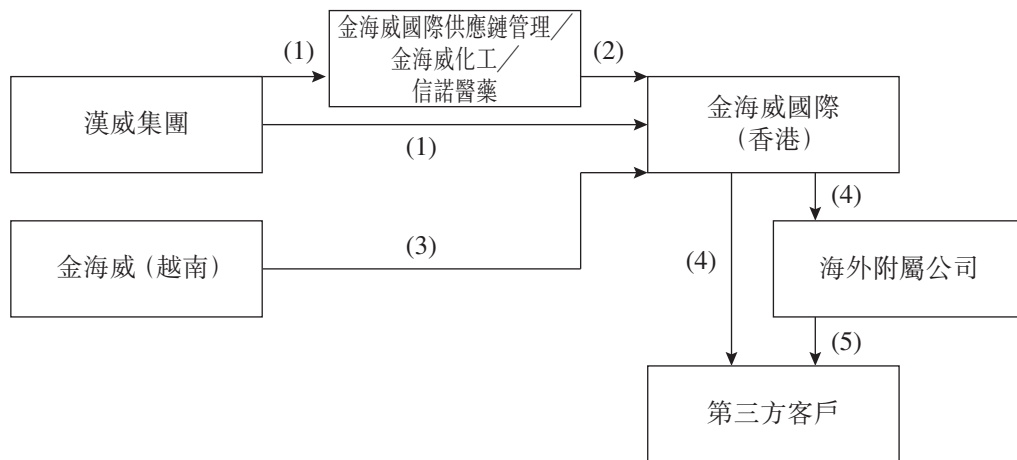 金海威國際供應鏈管理／
金海威化工／
信諾醫藥
(1)
(2)
漢威集團
金海威國際
(香港)
(1)
(4)
金海威(越南)
(3)
(4)
海外附屬公司
(5)
第三方客戶